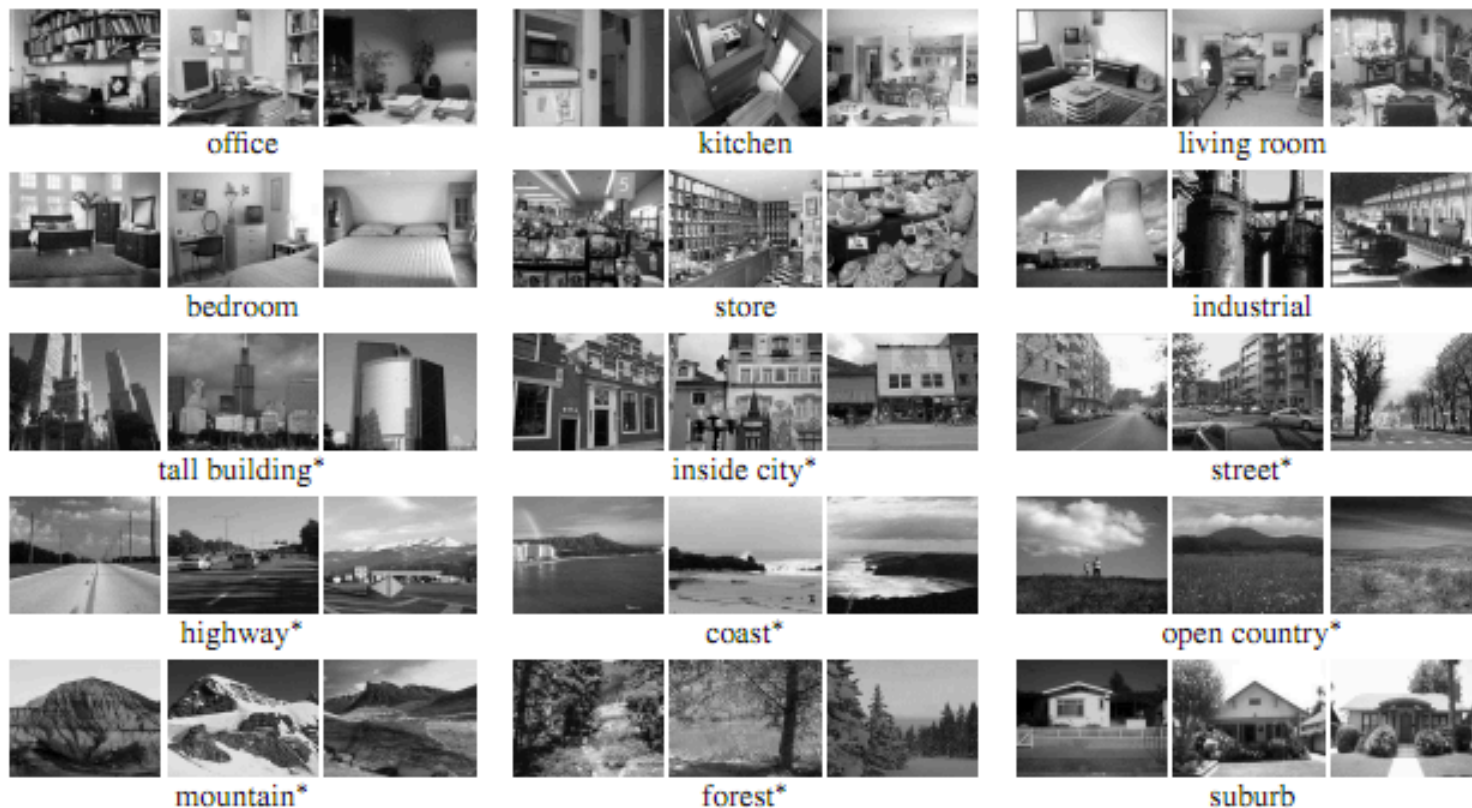 office
kitchen
living room
bedroom
5
store
industrial
tall building*
inside city*
street*
highway*
coast*
open country*
mountain*
forest*
suburb